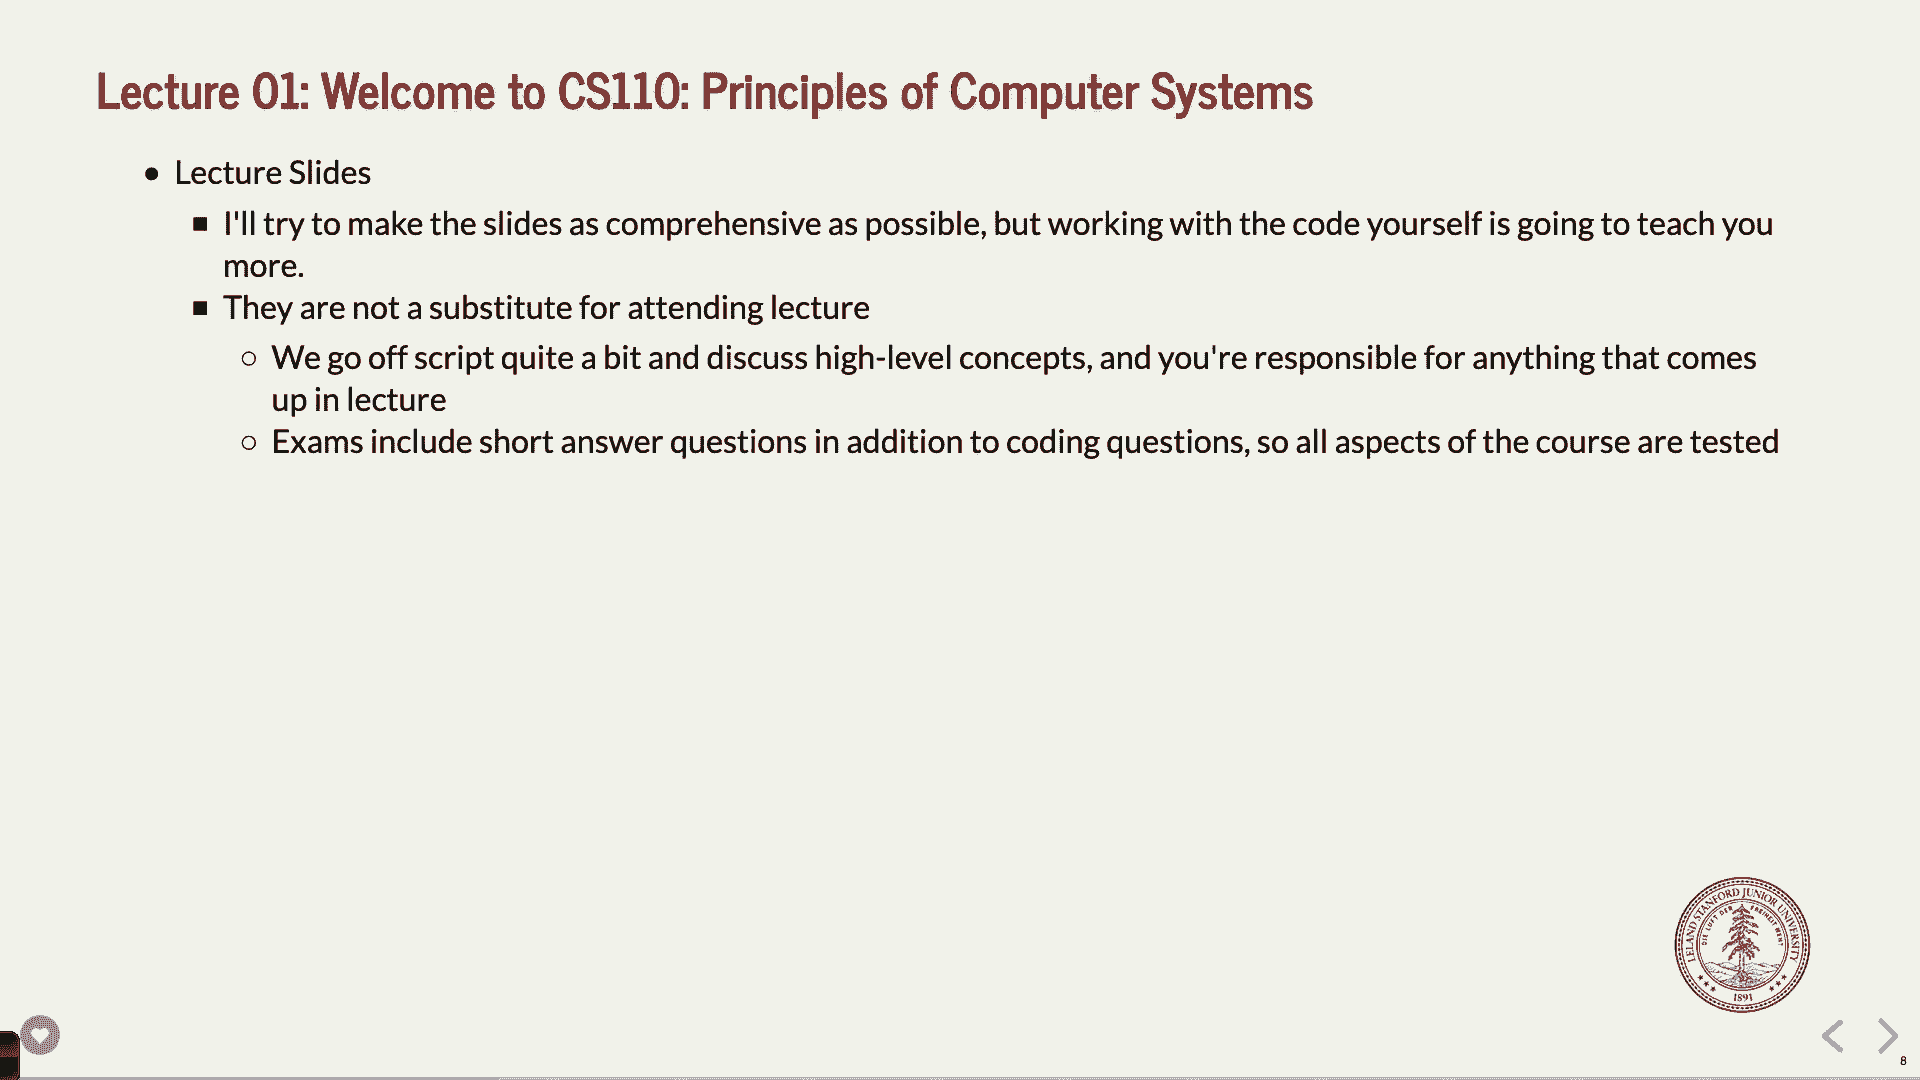 Lecture 01: Welcome to CS110: Principles of Computer Systems
Lecture Slides
I'll try to make the slides as comprehensive as possible, but working with the code yourself is going to teach you
more.
They are not a substitute for attending lecture
We go off script quite a bit and discuss high-level concepts, and you're responsible for anything that comes
up in lecture
Exams include short answer questions in addition to coding questions, so all aspects of the course are tested
LELAND STANFORD JUNIOR UNIVERSITY
DIE LUFT DER FREIHEIT WEHT
1891
8